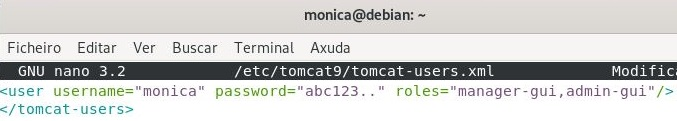 monica@debian: ~
Ficheiro Editar Ver Buscar Terminal Axuda
GNU nano 3.2 /etc/tomcat9/tomcat-users.xml Modifica
<user username="monica" password="abc123.." roles="manager-gui,admin-gui"/>
</tomcat-users>